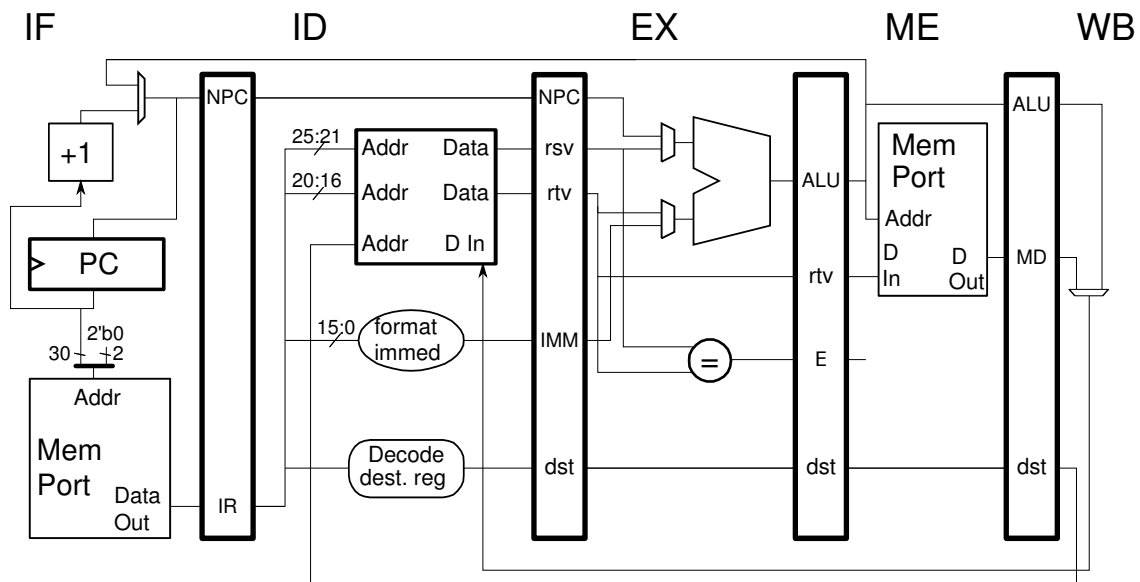 IF
ID
EX
ME
WB
NPC
+1
PC
2'b0
30
2
Addr
Mem
Port
Data
Out
IR
25:21
20:16
Addr
Data
Addr
Data
Addr
D In
15:0
format
immed
Decode
dest. reg
NPC
rsv
rtv
IMM
dst
=
ALU
rtv
E
dst
Mem
Port
Addr
D
In
D
Out
ALU
MD
dst